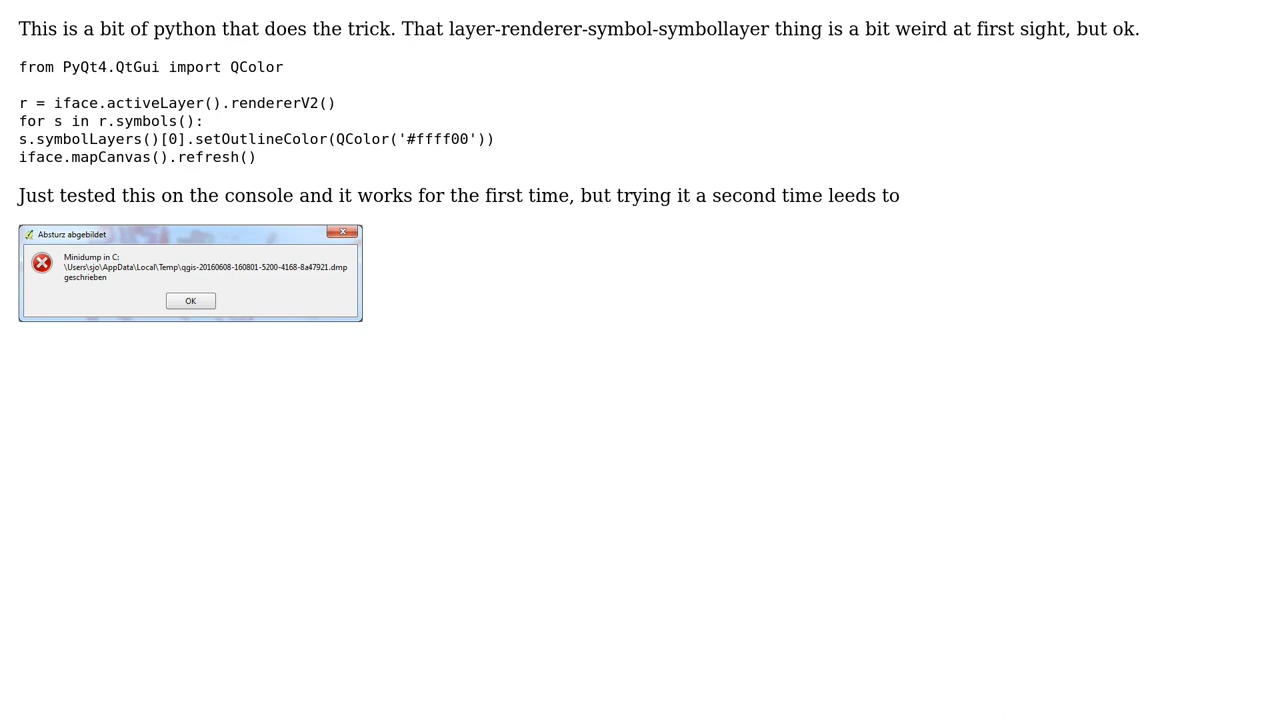 This is a bit of python that does the trick. That layer-renderer-symbol-symbollayer thing is a bit weird at first sight, but ok.
from PyQt4.QtGui import QColor
r = iface.activeLayer().rendererV2()
for s in r.symbols():
s.symbolLayers()[0].setOutlineColor(QColor('#ffff00'))
iface.mapCanvas().refresh()
Just tested this on the console and it works for the first time, but trying it a second time leeds to
Absturz abgebildet
Minidump in C:
\Users\sjo\AppData\Local\Temp\qgis-20160608-160801-5200-4168-8a47921.dmp
geschrieben
OK